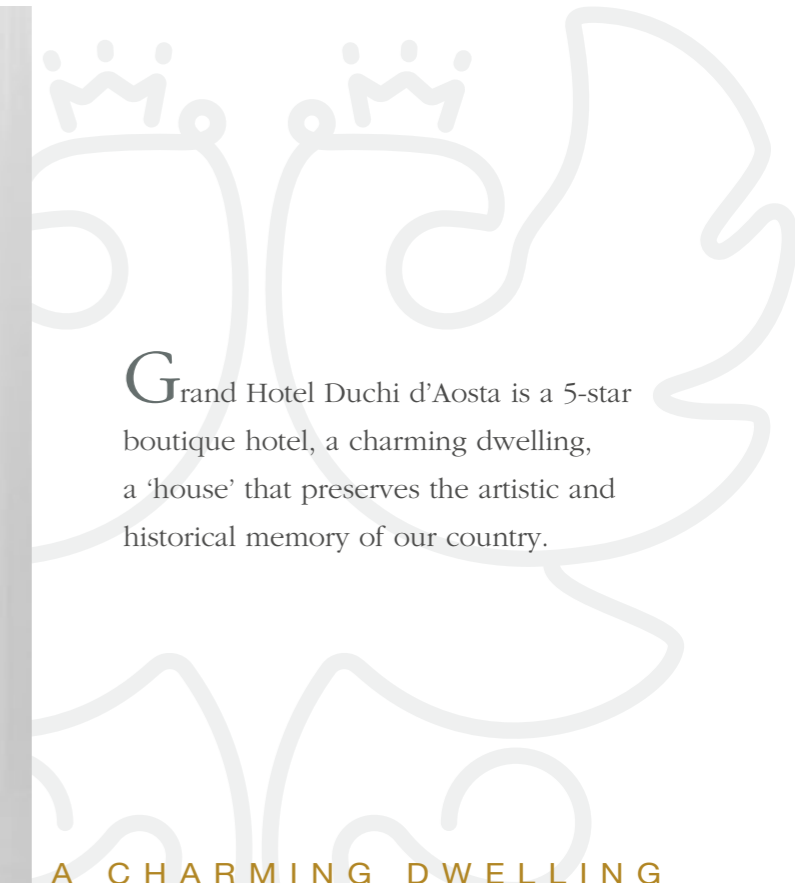 Grand Hotel Duchi d’Aosta is a 5-star
boutique hotel, a charming dwelling,
a ‘house’ that preserves the artistic and
historical memory of our country.
A CHARMING DWELLING